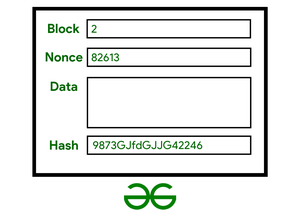 Block 2
Nonce 82613
Data
Hash 9873GJfdGJJG42246